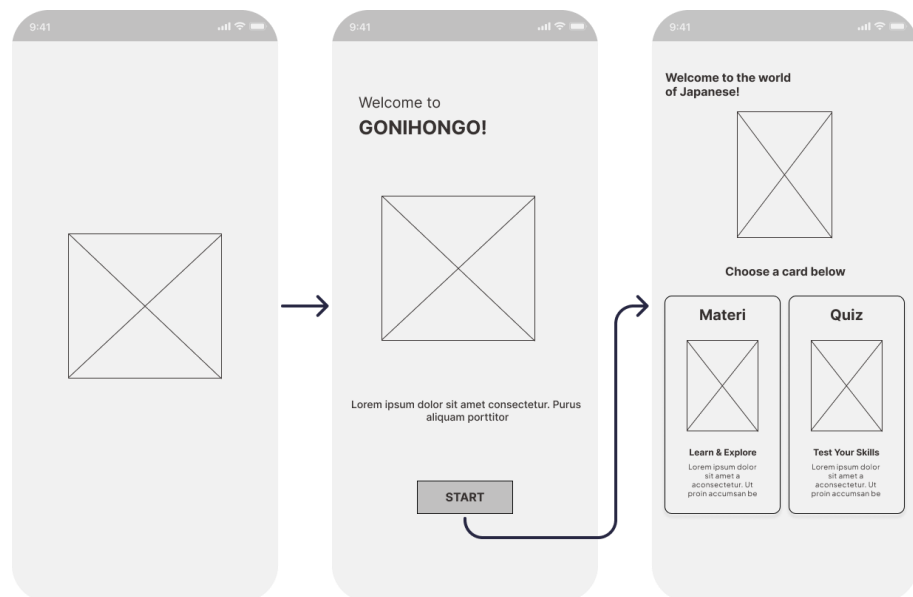 9:41
9:41
Welcome to
GONIHONGO!
Lorem ipsum dolor sit amet consectetur. Purus
aliquam porttitor
START
9:41
Welcome to the world
of Japanese!
Choose a card below
Materi
Learn & Explore
Lorem ipsum dolor
sit amet a
aconsectetur. Ut
proin accumsan be
Quiz
Test Your Skills
Lorem ipsum dolor
sit amet a
aconsectetur. Ut
proin accumsan be